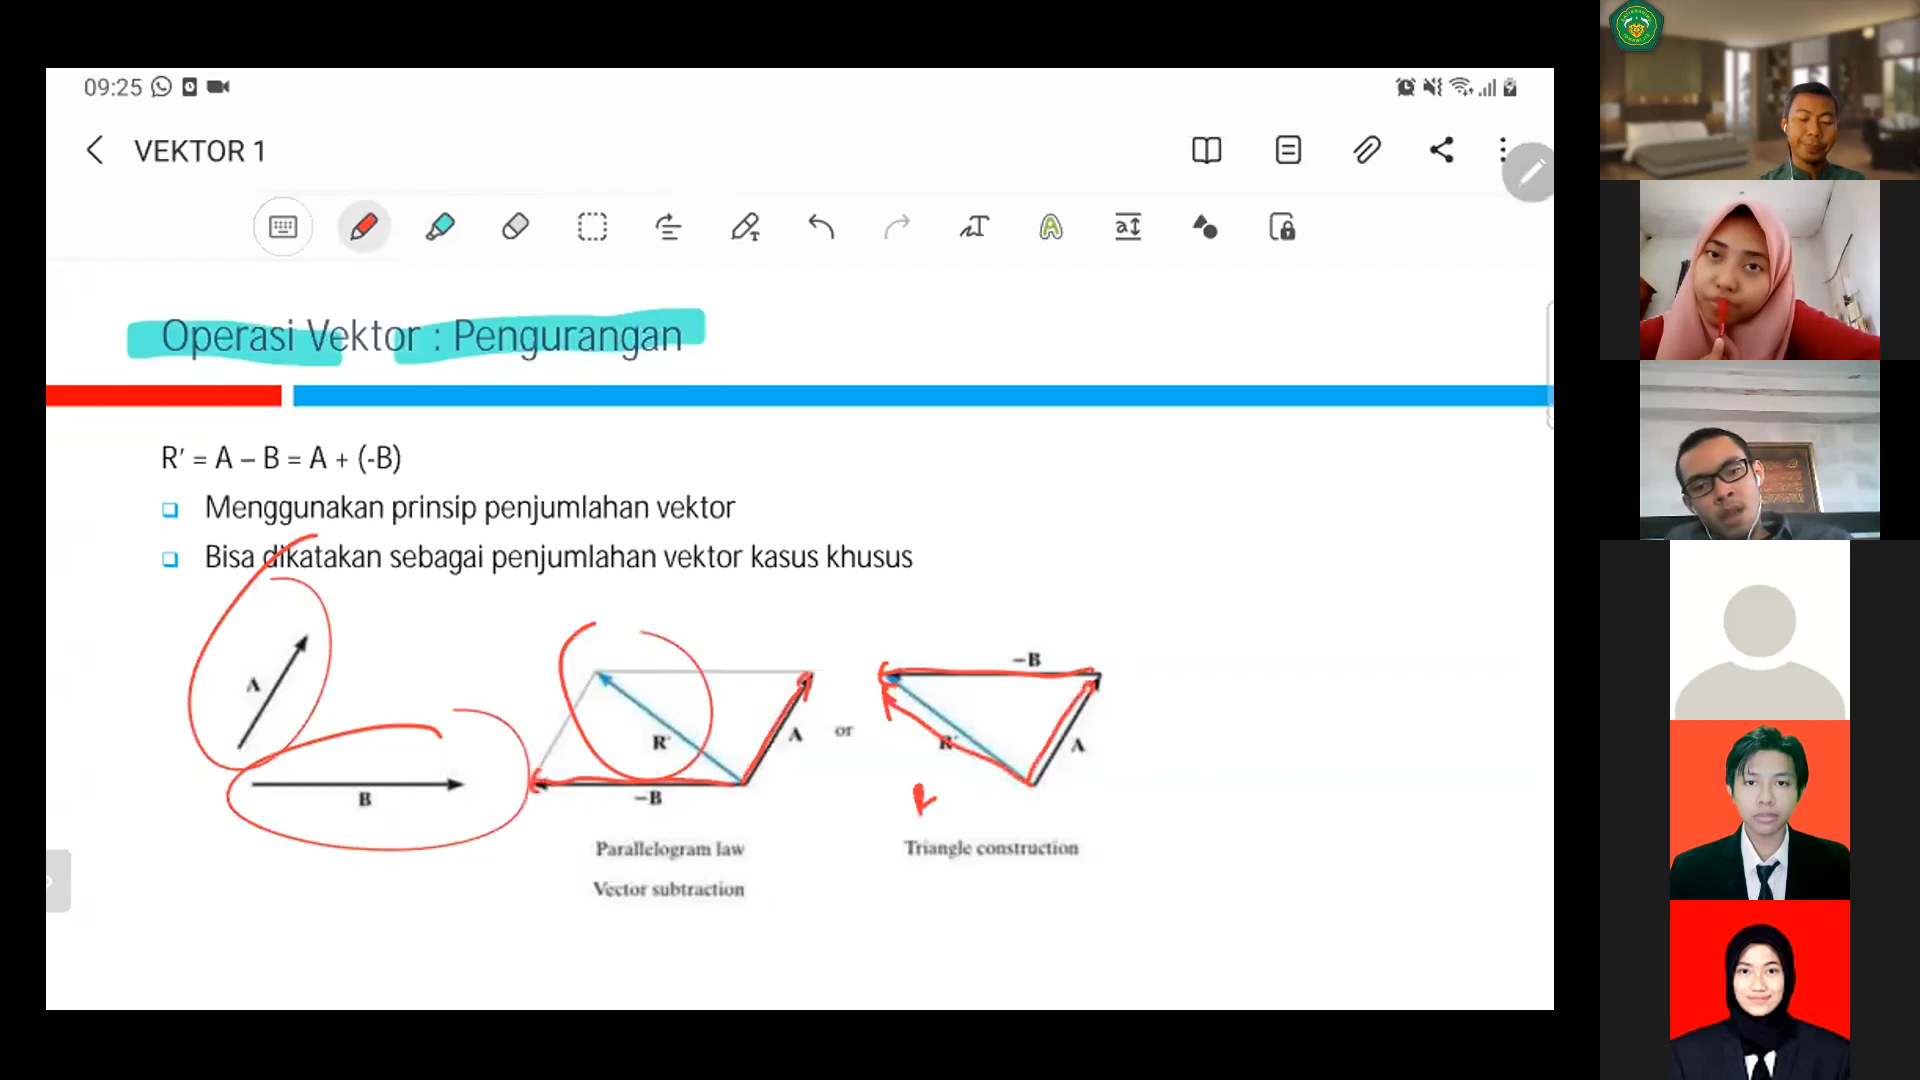 09:25
VEKTOR 1
Operasi Vektor : Pengurangan
R' = A – B = A + (-B)
Menggunakan prinsip penjumlahan vektor
Bisa dikatakan sebagai penjumlahan vektor kasus khusus
A
B
R'
A
–B
or
–B
R'
A
R
Parallelogram law
Vector subtraction
Triangle construction